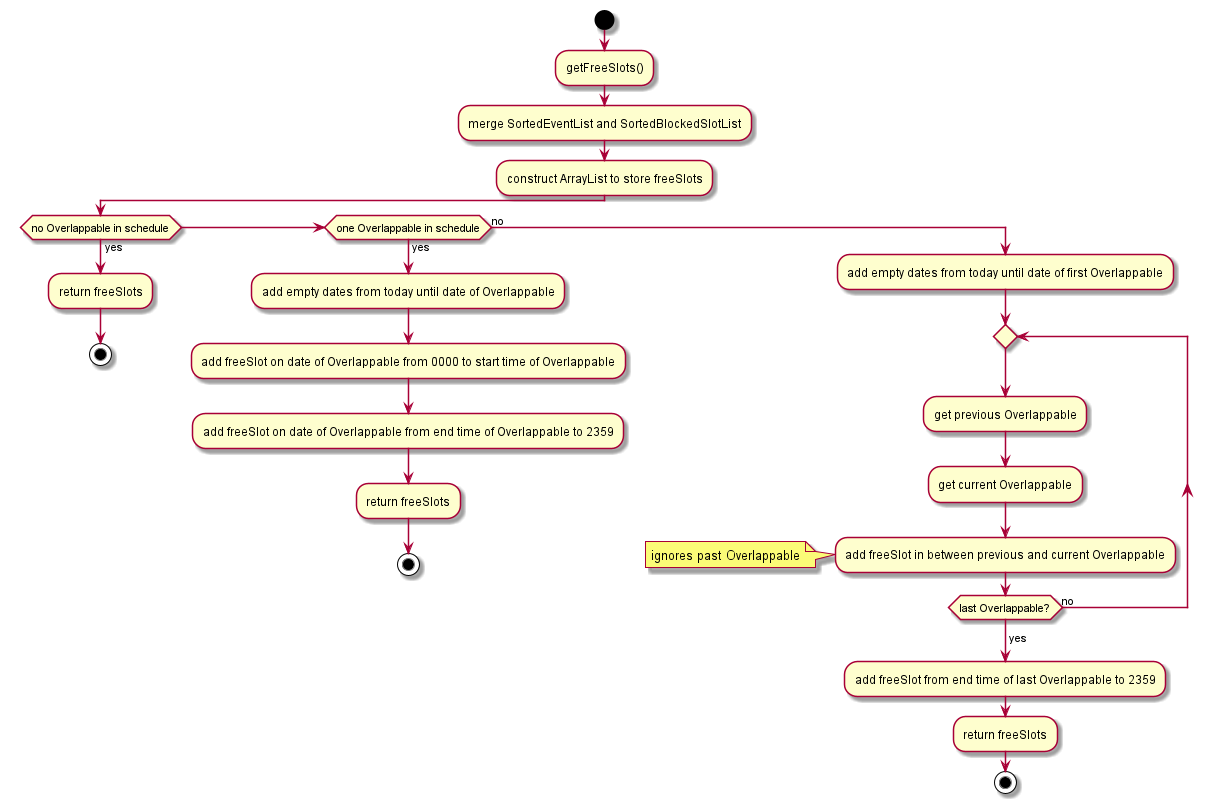 getFreeSlots()
merge SortedEventList and SortedBlockedSlotList
construct ArrayList to store freeSlots
no Overlappable in schedule
yes
return freeSlots
one Overlappable in schedule
no
yes
add empty dates from today until date of Overlappable
add freeSlot on date of Overlappable from 0000 to start time of Overlappable
add freeSlot on date of Overlappable from end time of Overlappable to 2359
return freeSlots
add empty dates from today until date of first Overlappable
get previous Overlappable
get current Overlappable
ignores past Overlappable
add freeSlot in between previous and current Overlappable
last Overlappable?
no
yes
add freeSlot from end time of last Overlappable to 2359
return freeSlots